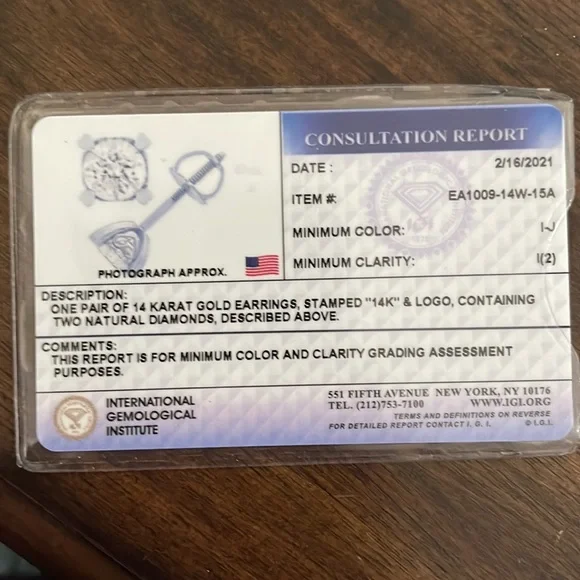 CONSULTATION REPORT
DATE : 2/16/2021
ITEM #: EA1009-14W-15A
MINIMUM COLOR: I-J
MINIMUM CLARITY: I(2)
PHOTOGRAPH APPROX.
DESCRIPTION:
ONE PAIR OF 14 KARAT GOLD EARRINGS, STAMPED "14K" & LOGO, CONTAINING
TWO NATURAL DIAMONDS, DESCRIBED ABOVE.
COMMENTS:
THIS REPORT IS FOR MINIMUM COLOR AND CLARITY GRADING ASSESSMENT
PURPOSES.
INTERNATIONAL
GEMOLOGICAL
INSTITUTE
551 FIFTH AVENUE NEW YORK, NY 10176
TEL. (212)753-7100 WWW.IGI.ORG
TERMS AND DEFINITIONS ON REVERSE
FOR DETAILED REPORT CONTACT I. G. I. © I.G.I.